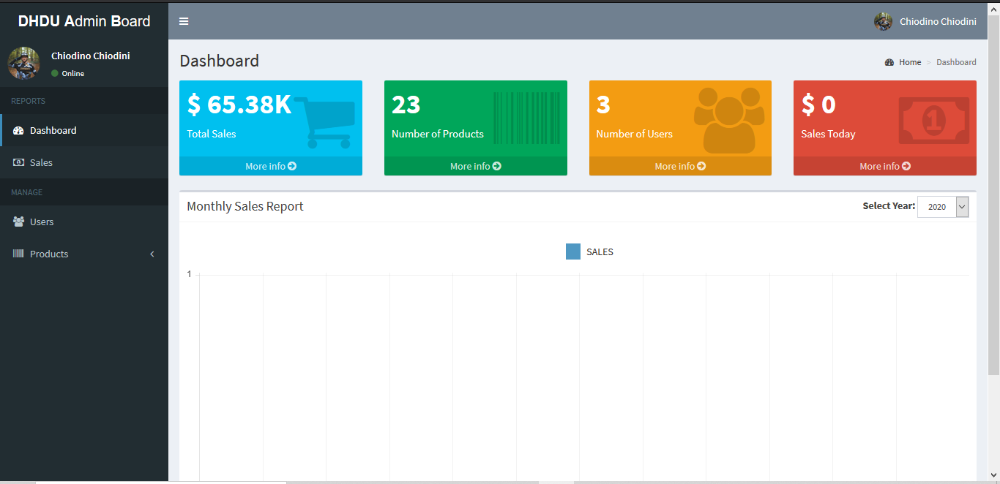 DHDU Admin Board
Chiodino Chiodini
Chiodino Chiodini
Online
REPORTS
Dashboard
Sales
MANAGE
Users
Products
Dashboard
Home > Dashboard
$ 65.38K
Total Sales
More info
23
Number of Products
More info
3
Number of Users
More info
$ 0
Sales Today
More info
1
Monthly Sales Report
Select Year: 2020
SALES
1